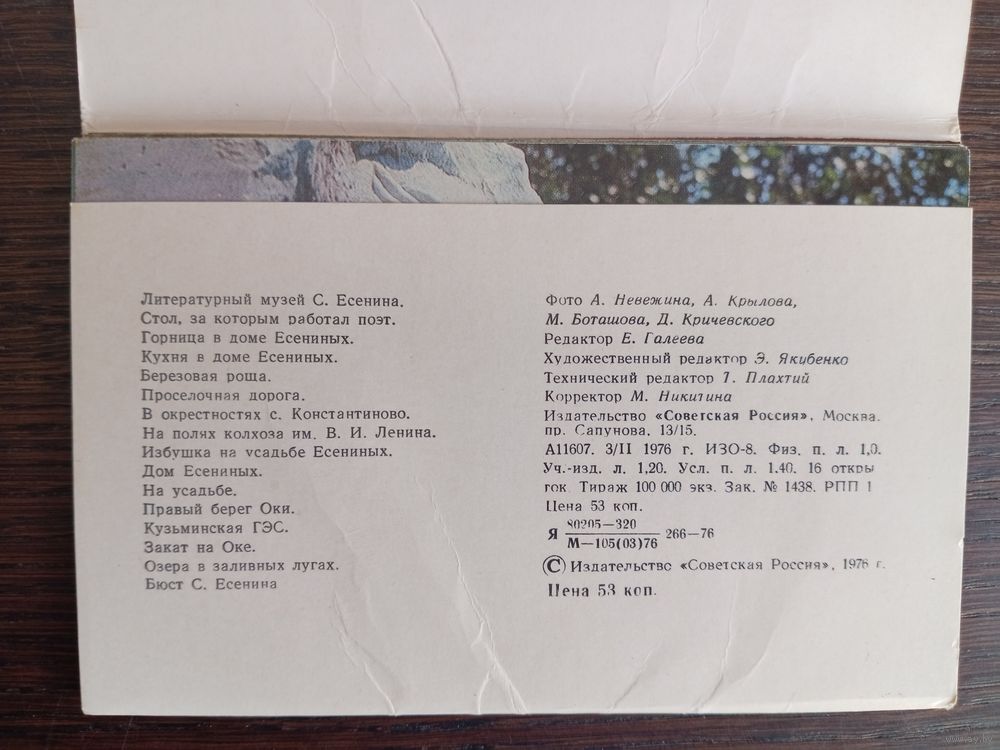 Литературный музей С. Есенина.
Стол, за которым работал поэт.
Горница в доме Есениных.
Кухня в доме Есениных.
Березовая роща.
Проселочная дорога.
В окрестностях с. Константиново.
На полях колхоза им. В. И. Ленина.
Избушка на усадьбе Есениных.
Дом Есениных.
На усадьбе.
Правый берег Оки.
Кузьминская ГЭС.
Закат на Оке.
Озера в заливных лугах.
Бюст С. Есенина
Фото А. Невежина, А. Крылова,
М. Боташова, Д. Кричевского
Редактор Е. Галеева
Художественный редактор Э. Якибенко
Технический редактор Т. Плахтий
Корректор М. Никитина
Издательство «Советская Россия», Москва.
пр. Сапунова, 13/15.
А11607. 3/II 1976 г. ИЗО-8. Физ. п. л. 1,0.
Уч.-изд. л. 1,20. Усл. п. л. 1.40. 16 откры
ток. Тираж 100 000 экз. Зак. № 1438. РПП 1
Цена 53 коп.
80205—320
Я 266—76
М—105(03)76
© Издательство «Советская Россия», 1976 г.
Цена 53 коп.
www.ay.by